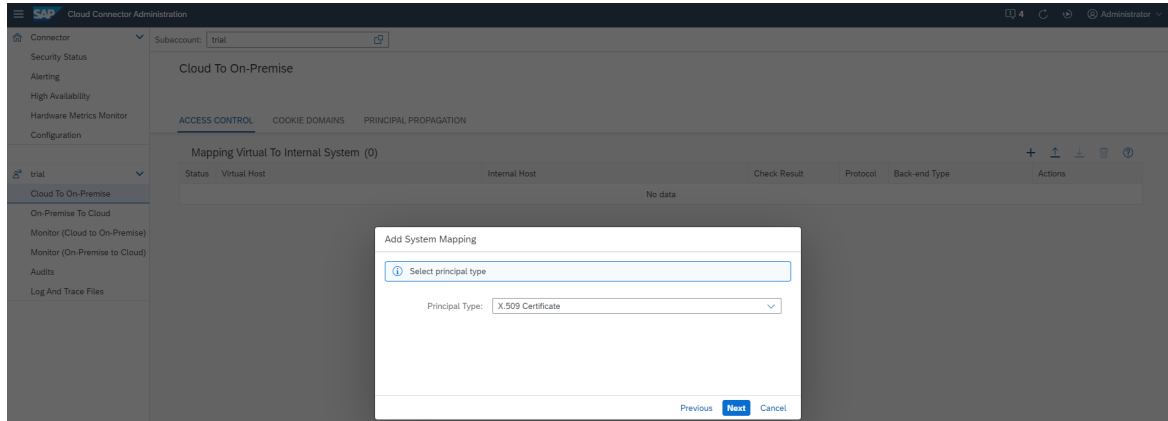 SAP Cloud Connector Administration 4 Administrator
Connector
Security Status
Alerting
High Availability
Hardware Metrics Monitor
Configuration
trial
Cloud To On-Premise
On-Premise To Cloud
Monitor (Cloud to On-Premise)
Monitor (On-Premise to Cloud)
Audits
Log And Trace Files
Subaccount: trial
Cloud To On-Premise
ACCESS CONTROL COOKIE DOMAINS PRINCIPAL PROPAGATION
Mapping Virtual To Internal System (0)
Status Virtual Host Internal Host Check Result Protocol Back-end Type Actions
No data
Add System Mapping
Select principal type
Principal Type: X.509 Certificate
Previous Next Cancel